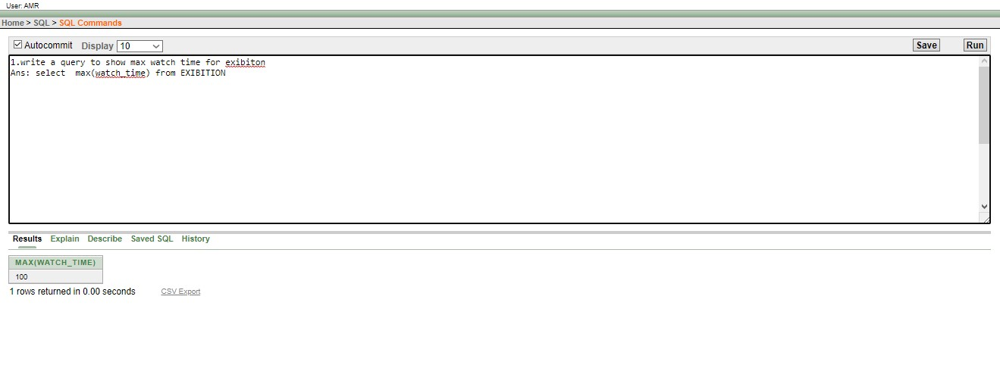 User: AMR
Home > SQL > SQL Commands
Autocommit Display 10 Save Run
1.write a query to show max watch time for exibiton
Ans: select  max(watch_time) from EXIBITION
Results Explain Describe Saved SQL History
MAX(WATCH_TIME)
100
1 rows returned in 0.00 seconds CSV Export